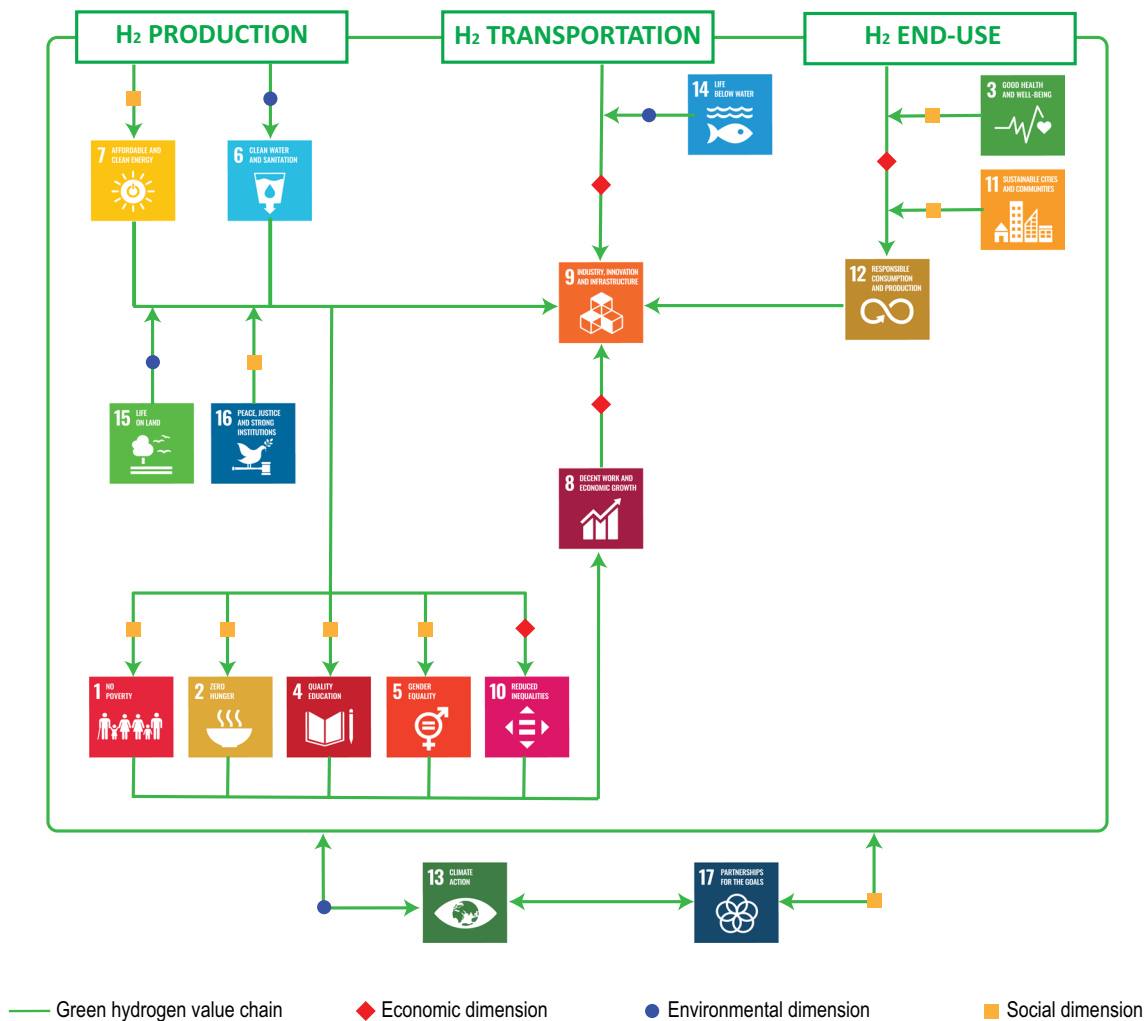 H₂ PRODUCTION
H₂ TRANSPORTATION
H₂ END-USE
14 LIFE
BELOW WATER
3 GOOD HEALTH
AND WELL-BEING
7 AFFORDABLE AND
CLEAN ENERGY
6 CLEAN WATER
AND SANITATION
11 SUSTAINABLE CITIES
AND COMMUNITIES
9 INDUSTRY, INNOVATION
AND INFRASTRUCTURE
12 RESPONSIBLE
CONSUMPTION
AND PRODUCTION
15 LIFE
ON LAND
16 PEACE, JUSTICE
AND STRONG
INSTITUTIONS
8 DECENT WORK AND
ECONOMIC GROWTH
1 NO
POVERTY
2 ZERO
HUNGER
4 QUALITY
EDUCATION
5 GENDER
EQUALITY
10 REDUCED
INEQUALITIES
13 CLIMATE
ACTION
17 PARTNERSHIPS
FOR THE GOALS
Green hydrogen value chain
Economic dimension
Environmental dimension
Social dimension